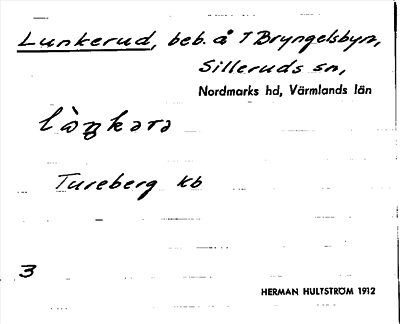 Lunkerud, beb. å T Bryngelsbyn,
Silleruds sn,
Nordmarks hd, Värmlands län
Tureberg kb
3
HERMAN HULTSTRÖM 1912